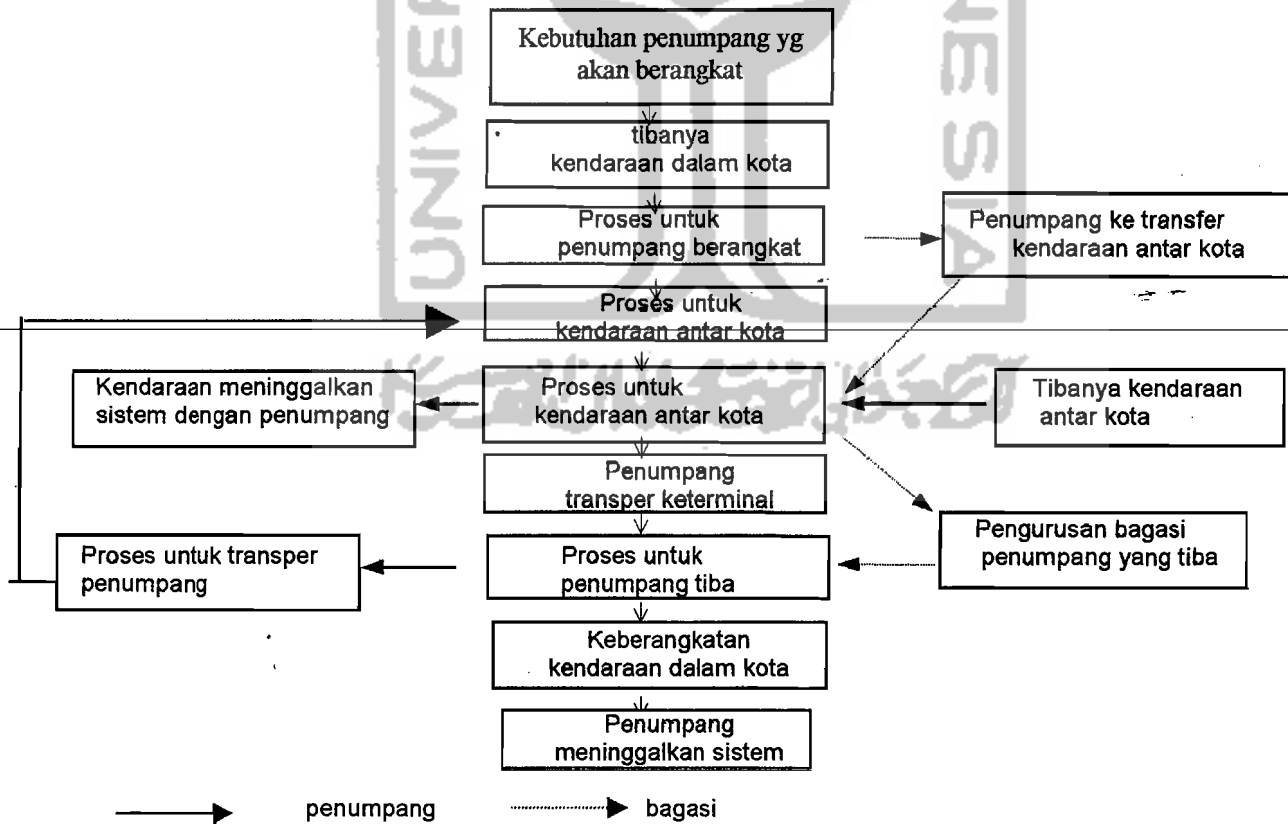 Kebutuhan penumpang yg
akan berangkat
tibanya
kendaraan dalam kota
Proses untuk
penumpang berangkat
Penumpang ke transfer
kendaraan antar kota
Proses untuk
kendaraan antar kota
Kendaraan meninggalkan
sistem dengan penumpang
Proses untuk
kendaraan antar kota
Tibanya kendaraan
antar kota
Penumpang
transper keterminal
Pengurusan bagasi
penumpang yang tiba
Proses untuk transper
penumpang
Proses untuk
penumpang tiba
Keberangkatan
kendaraan dalam kota
Penumpang
meninggalkan sistem
penumpang
bagasi
UNIVER
NESIA